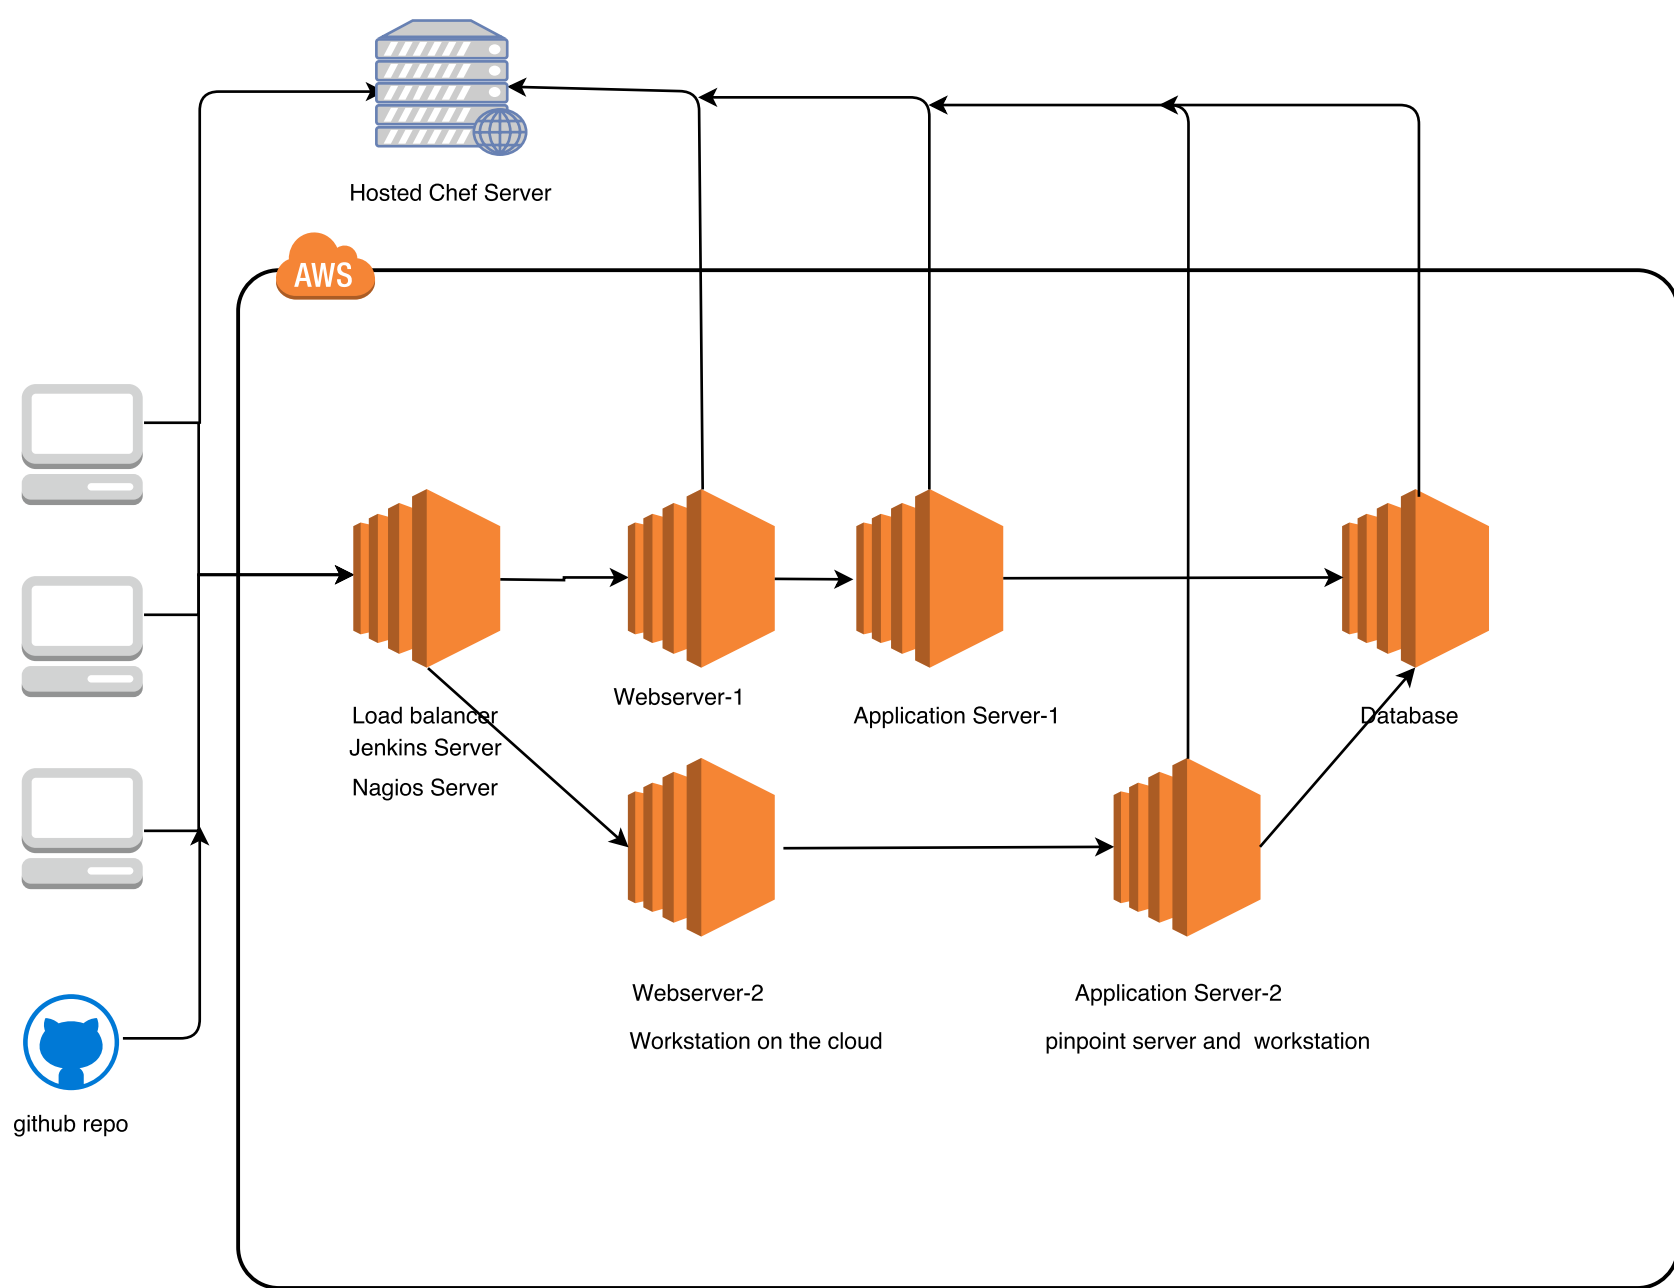 Hosted Chef Server
AWS
Webserver-1
Load balancer
Application Server-1
Database
Jenkins Server
Nagios Server
Webserver-2
Application Server-2
Workstation on the cloud
pinpoint server and  workstation
github repo